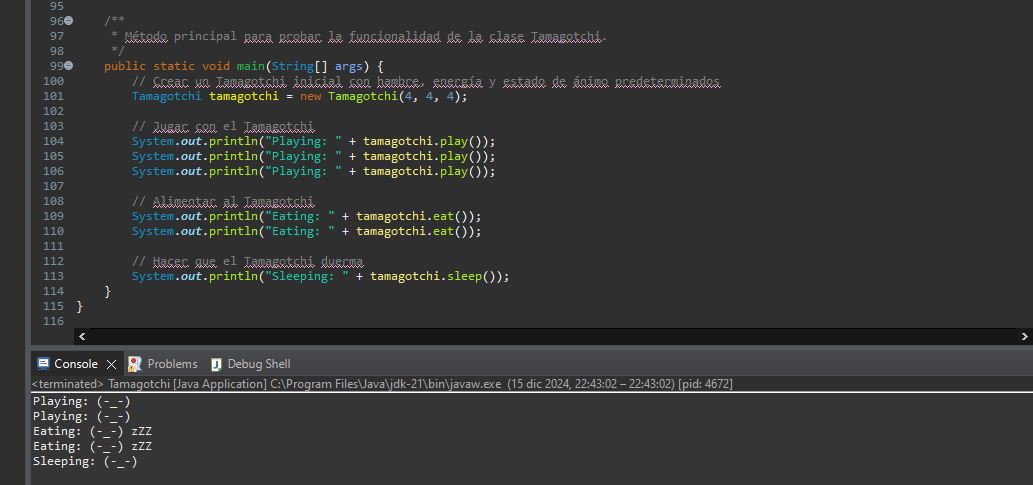 95
96 /**
97 * Método principal para probar la funcionalidad de la clase Tamagotchi.
98 */
99 public static void main(String[] args) {
100 // Crear un Tamagotchi inicial con hambre, energía y estado de ánimo predeterminados
101 Tamagotchi tamagotchi = new Tamagotchi(4, 4, 4);
102
103 // Jugar con el Tamagotchi
104 System.out.println("Playing: " + tamagotchi.play());
105 System.out.println("Playing: " + tamagotchi.play());
106 System.out.println("Playing: " + tamagotchi.play());
107
108 // Alimentar al Tamagotchi
109 System.out.println("Eating: " + tamagotchi.eat());
110 System.out.println("Eating: " + tamagotchi.eat());
111
112 // Hacer que el Tamagotchi duerma
113 System.out.println("Sleeping: " + tamagotchi.sleep());
114 }
115 }
116
Console Problems Debug Shell
<terminated> Tamagotchi [Java Application] C:\Program Files\Java\jdk-21\bin\javaw.exe (15 dic 2024, 22:43:02 – 22:43:02) [pid: 4672]
Playing: (-_-)
Playing: (-_-)
Eating: (-_-) zZZ
Eating: (-_-) zZZ
Sleeping: (-_-)